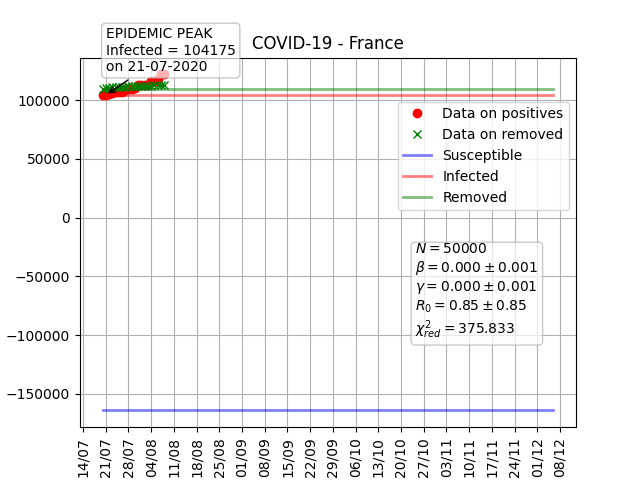 EPIDEMIC PEAK
Infected = 104175
on 21-07-2020
COVID-19 - France
100000
50000
0
−50000
−100000
−150000
Data on positives
Data on removed
Susceptible
Infected
Removed
N = 50000
β = 0.000 ± 0.001
γ = 0.000 ± 0.001
R₀ = 0.85 ± 0.85
χ²red = 375.833
14/07
21/07
28/07
04/08
11/08
18/08
25/08
01/09
08/09
15/09
22/09
29/09
06/10
13/10
20/10
27/10
03/11
10/11
17/11
24/11
01/12
08/12